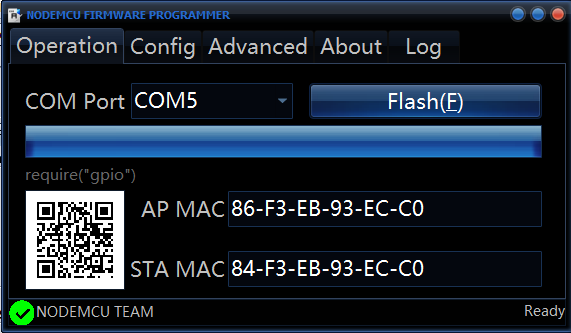 NODEMCU FIRMWARE PROGRAMMER
Operation Config Advanced About Log
COM Port COM5 Flash(F)
require("gpio")
AP MAC 86-F3-EB-93-EC-C0
STA MAC 84-F3-EB-93-EC-C0
NODEMCU TEAM Ready